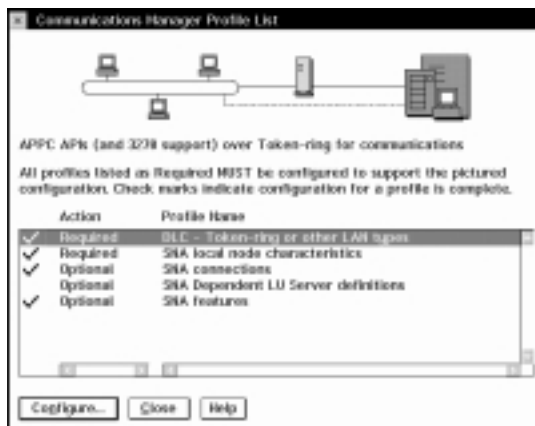 Communications Manager Profile List
APPC APIs (and 3270 support) over Token-ring for communications
All profiles listed as Required MUST be configured to support the pictured
configuration. Check marks indicate configuration for a profile is complete.
Action Profile Name
Required DLC - Token-ring or other LAN types
Required SNA local node characteristics
Optional SNA connections
Optional SNA Dependent LU Server definitions
Optional SNA features
Configure... Close Help